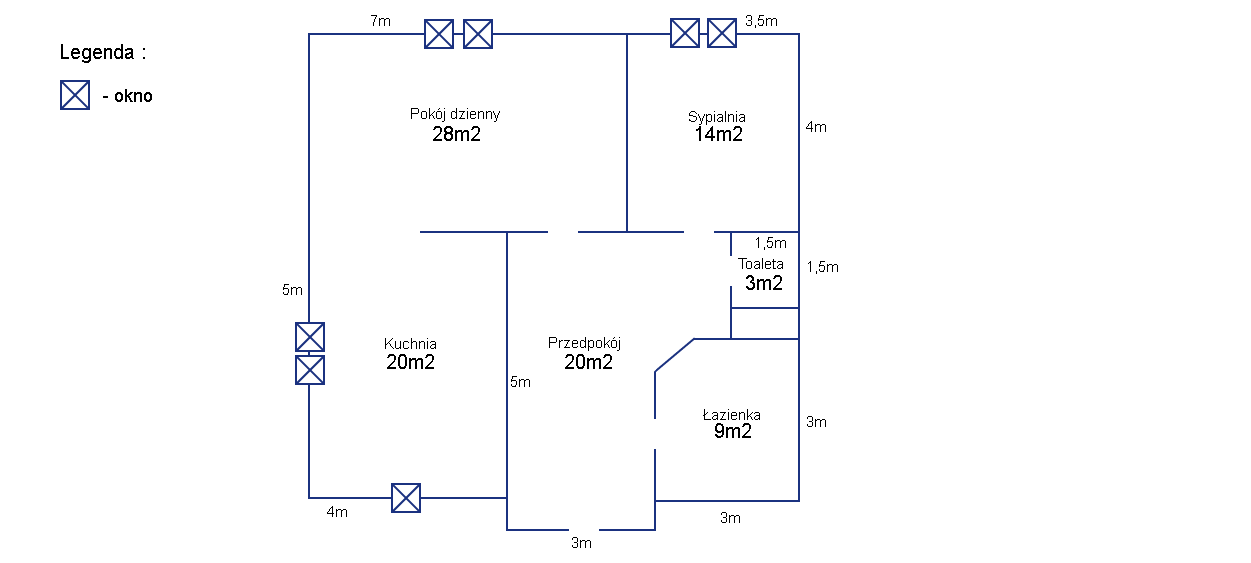 Legenda :
- okno
7m
3,5m
Pokój dzienny
28m2
Sypialnia
14m2
4m
1,5m
Toaleta
3m2
1,5m
5m
Kuchnia
20m2
Przedpokój
20m2
5m
Łazienka
9m2
3m
4m
3m
3m